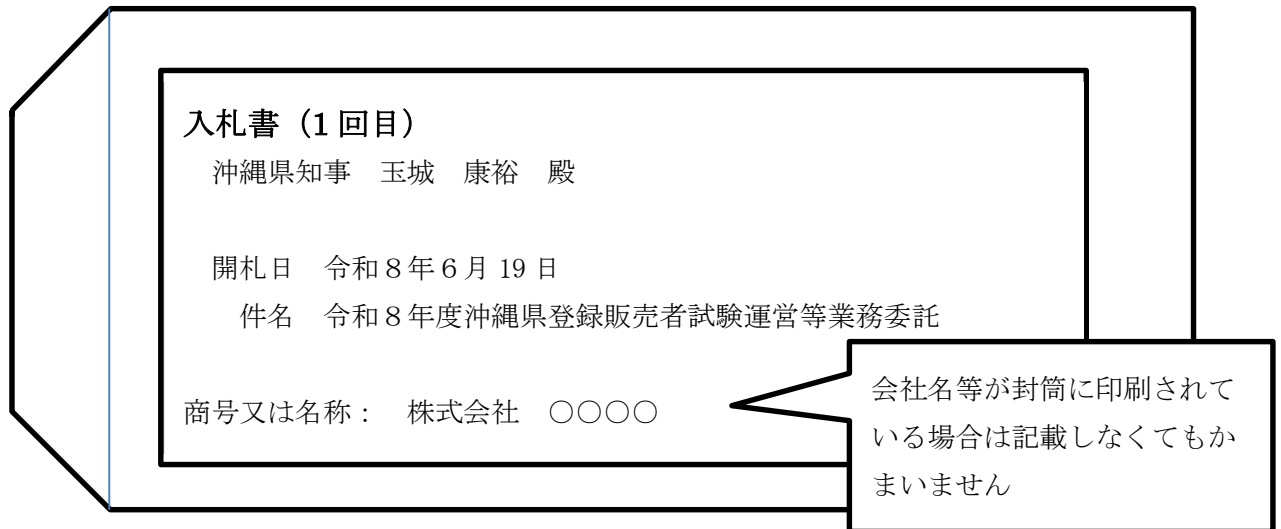 入札書（1回目）
沖縄県知事　玉城　康裕　殿
開札日　令和８年６月 19 日
件名　令和８年度沖縄県登録販売者試験運営等業務委託
商号又は名称：　株式会社　○○○○
会社名等が封筒に印刷されて
いる場合は記載しなくてもか
まいません